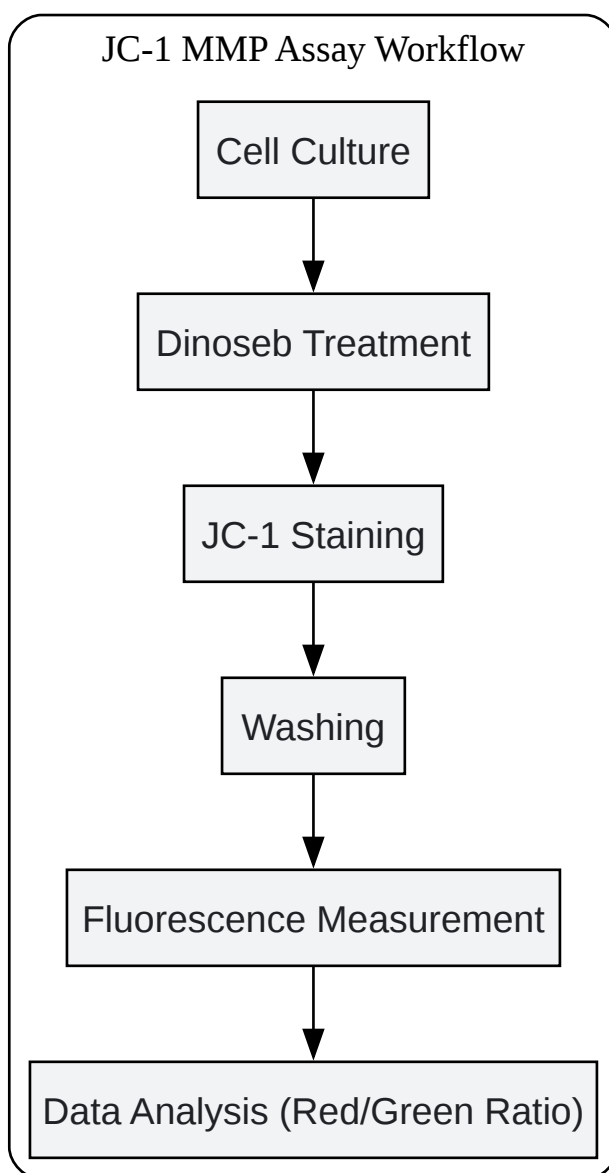 JC-1 MMP Assay Workflow
Cell Culture
Dinoseb Treatment
JC-1 Staining
Washing
Fluorescence Measurement
Data Analysis (Red/Green Ratio)